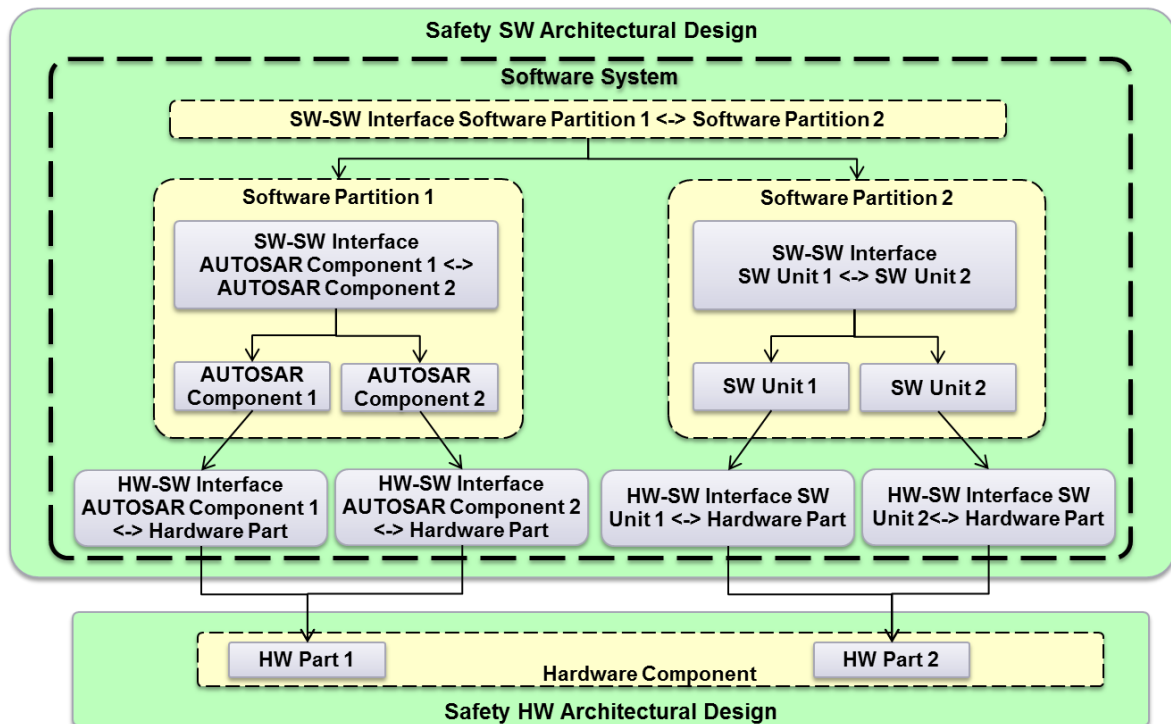 Safety SW Architectural Design
Software System
SW-SW Interface Software Partition 1 <-> Software Partition 2
Software Partition 1
SW-SW Interface
AUTOSAR Component 1 <->
AUTOSAR Component 2
AUTOSAR
Component 1
AUTOSAR
Component 2
Software Partition 2
SW-SW Interface
SW Unit 1 <-> SW Unit 2
SW Unit 1
SW Unit 2
HW-SW Interface
AUTOSAR Component 1
<-> Hardware Part
HW-SW Interface
AUTOSAR Component 2
<-> Hardware Part
HW-SW Interface SW
Unit 1 <-> Hardware Part
HW-SW Interface SW
Unit 2<-> Hardware Part
HW Part 1
HW Part 2
Hardware Component
Safety HW Architectural Design